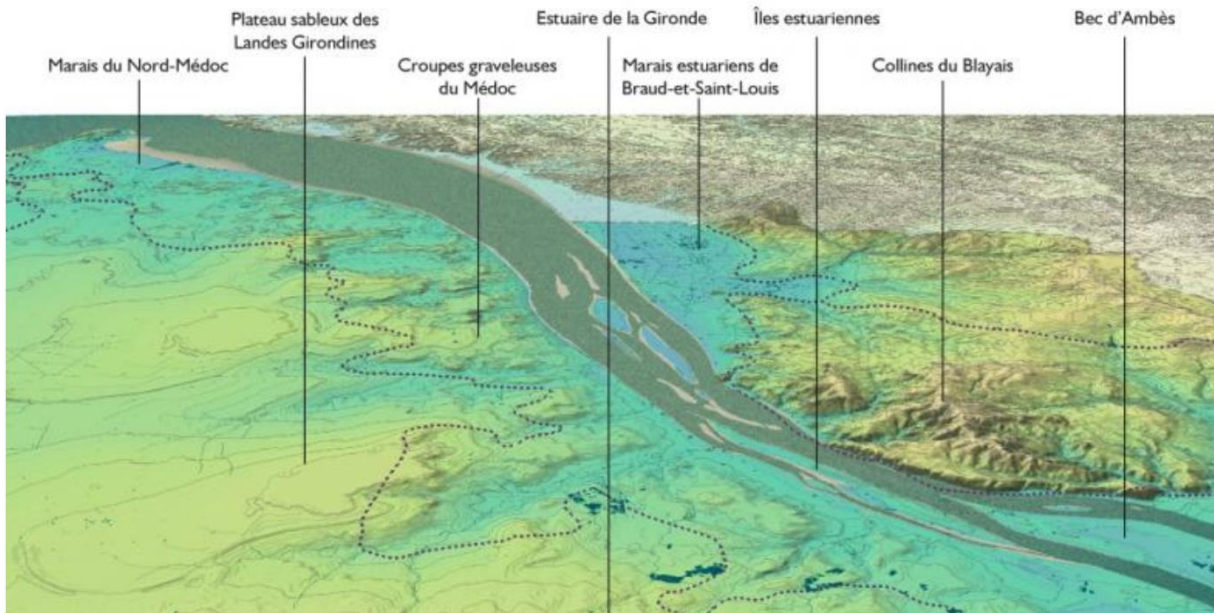 Plateau sableux des
Landes Girondines
Estuaire de la Gironde
Îles estuariennes
Bec d'Ambès
Marais du Nord-Médoc
Croupes graveleuses
du Médoc
Marais estuariens de
Braud-et-Saint-Louis
Collines du Blayais